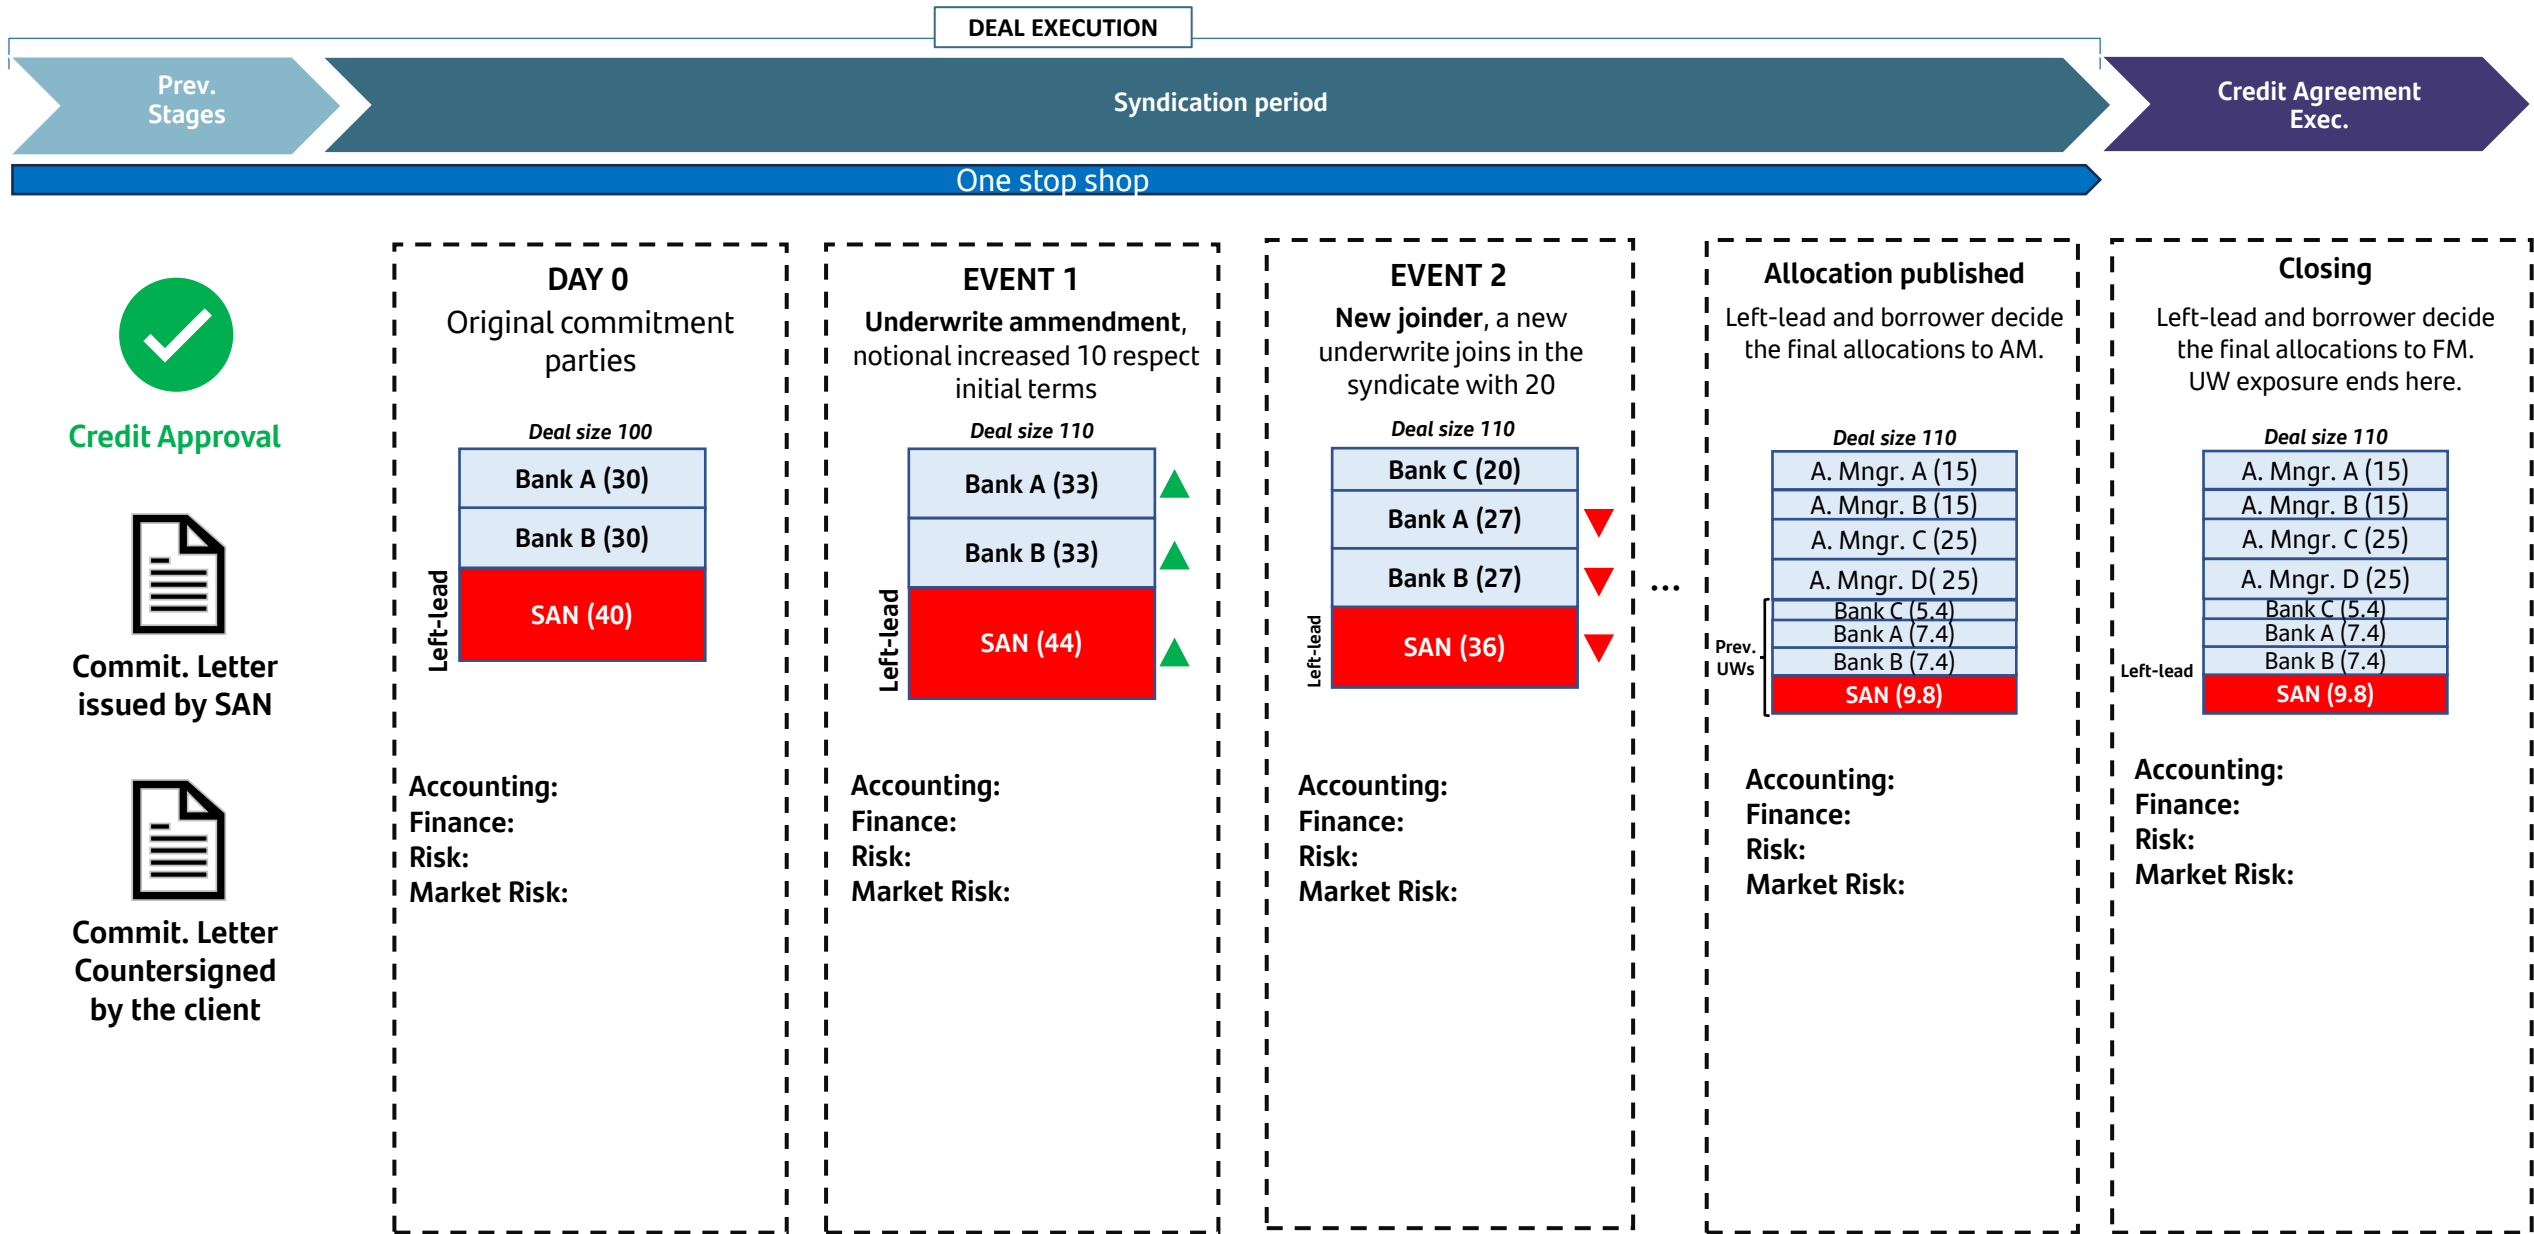 DEAL EXECUTION
Prev.
Stages
Syndication period
Credit Agreement
Exec.
One stop shop
Credit Approval
Commit. Letter
issued by SAN
Commit. Letter
Countersigned
by the client
DAY 0
Original commitment
parties
Deal size 100
Bank A (30)
Bank B (30)
SAN (40)
Left-lead
Accounting:
Finance:
Risk:
Market Risk:
EVENT 1
Underwrite ammendment,
notional increased 10 respect
initial terms
Deal size 110
Bank A (33)
Bank B (33)
SAN (44)
Left-lead
Accounting:
Finance:
Risk:
Market Risk:
EVENT 2
New joinder, a new
underwrite joins in the
syndicate with 20
Deal size 110
Bank C (20)
Bank A (27)
Bank B (27)
SAN (36)
Left-lead
Accounting:
Finance:
Risk:
Market Risk:
...
Allocation published
Left-lead and borrower decide
the final allocations to AM.
Deal size 110
A. Mngr. A (15)
A. Mngr. B (15)
A. Mngr. C (25)
A. Mngr. D( 25)
Bank C (5.4)
Bank A (7.4)
Bank B (7.4)
SAN (9.8)
Prev.
UWs
Accounting:
Finance:
Risk:
Market Risk:
Closing
Left-lead and borrower decide
the final allocations to FM.
UW exposure ends here.
Deal size 110
A. Mngr. A (15)
A. Mngr. B (15)
A. Mngr. C (25)
A. Mngr. D (25)
Bank C (5.4)
Bank A (7.4)
Bank B (7.4)
SAN (9.8)
Left-lead
Accounting:
Finance:
Risk:
Market Risk: